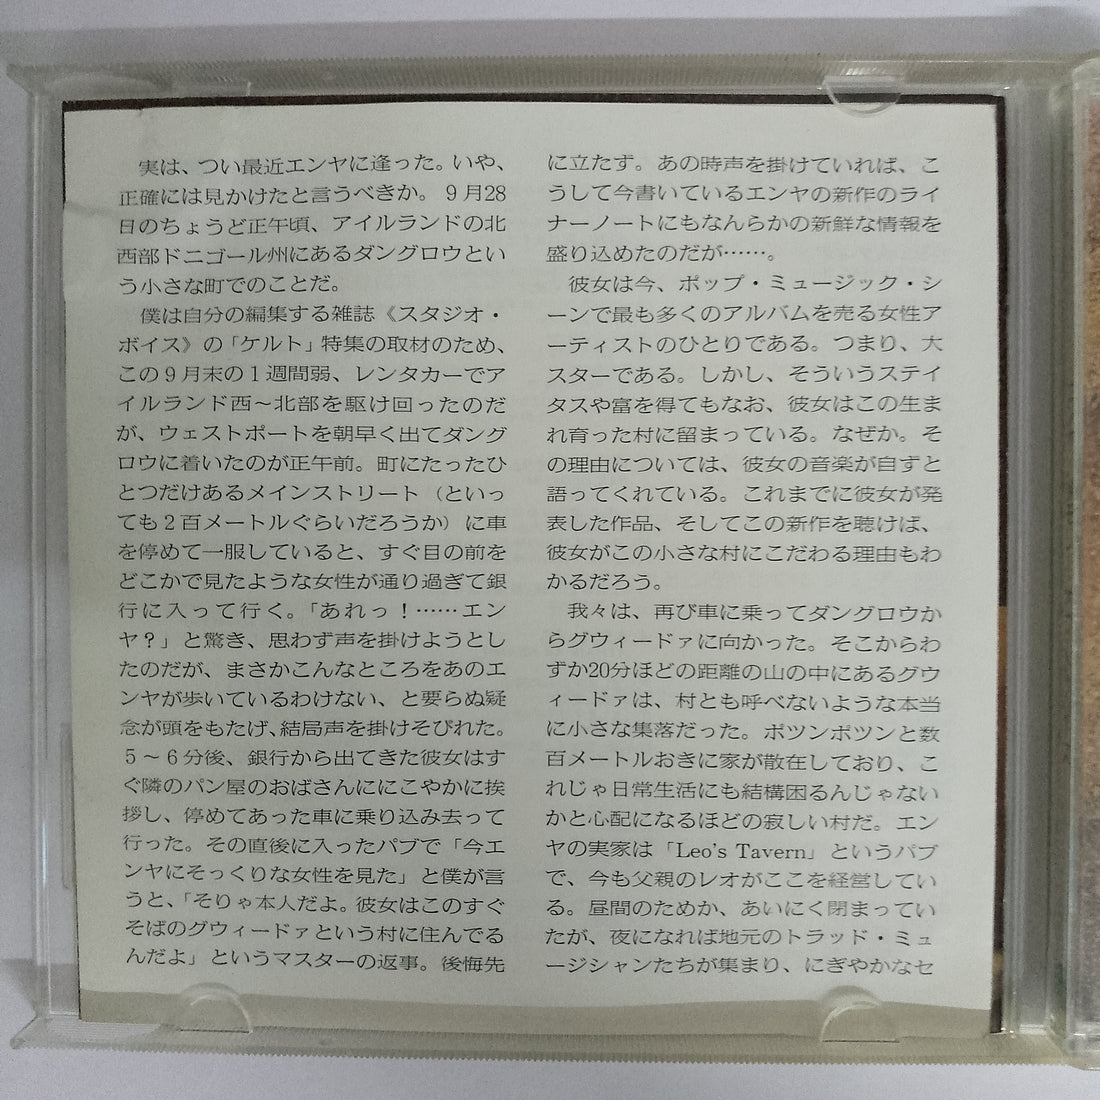 実は、つい最近エンヤに逢った。いや、
正確には見かけたと言うべきか。9月28
日のちょうど正午頃、アイルランドの北
西部ドニゴール州にあるダングロウとい
う小さな町でのことだ。
僕は自分の編集する雑誌《スタジオ・
ボイス》の「ケルト」特集の取材のため、
この9月末の1週間弱、レンタカーでア
イルランド西〜北部を駆け回ったのだ
が、ウェストポートを朝早く出てダング
ロウに着いたのが正午前。町にたったひ
とつだけあるメインストリート（といっ
ても2百メートルぐらいだろうか）に車
を停めて一服していると、すぐ目の前を
どこかで見たような女性が通り過ぎて銀
行に入って行く。「あれっ！……エン
ヤ？」と驚き、思わず声を掛けようとし
たのだが、まさかこんなところをあのエ
ンヤが歩いているわけない、と要らぬ疑
念が頭をもたげ、結局声を掛けそびれた。
5〜6分後、銀行から出てきた彼女はす
ぐ隣のパン屋のおばさんににこやかに挨
拶し、停めてあった車に乗り込み去って
行った。その直後に入ったパブで「今エ
ンヤにそっくりな女性を見た」と僕が言
うと、「そりゃ本人だよ。彼女はこのすぐ
そばのグウィードァという村に住んでる
んだよ」というマスターの返事。後悔先
に立たず。あの時声を掛けていれば、こ
うして今書いているエンヤの新作のライ
ナーノートにもなんらかの新鮮な情報を
盛り込めたのだが……。
彼女は今、ポップ・ミュージック・シ
ーンで最も多くのアルバムを売る女性ア
ーティストのひとりである。つまり、大
スターである。しかし、そういうステイ
タスや富を得てもなお、彼女はこの生ま
れ育った村に留まっている。なぜか。そ
の理由については、彼女の音楽が自ずと
語ってくれている。これまでに彼女が発
表した作品、そしてこの新作を聴けば、
彼女がこの小さな村にこだわる理由もわ
かるだろう。
我々は、再び車に乗ってダングロウか
らグウィードァに向かった。そこからわ
ずか20分ほどの距離の山の中にあるグウ
ィードァは、村とも呼べないような本当
に小さな集落だった。ポツンポツンと数
百メートルおきに家が散在しており、こ
れじゃ日常生活にも結構困るんじゃない
かと心配になるほどの寂しい村だ。エン
ヤの実家は「Leo's Tavern」というパブ
で、今も父親のレオがここを経営してい
る。昼間のためか、あいにく閉まってい
たが、夜になれば地元のトラッド・ミュ
ージシャンたちが集まり、にぎやかなセ